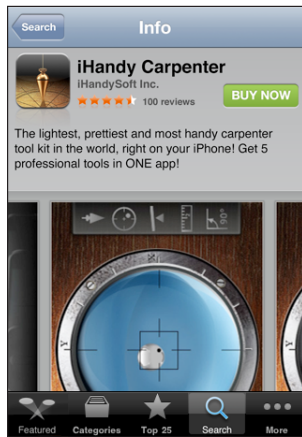 Search
Info
iHandy Carpenter
iHandySoft Inc.
100 reviews
BUY NOW
The lightest, prettiest and most handy carpenter
tool kit in the world, right on your iPhone! Get 5
professional tools in ONE app!
90°
Y
Y
Featured
Categories
Top 25
Search
More